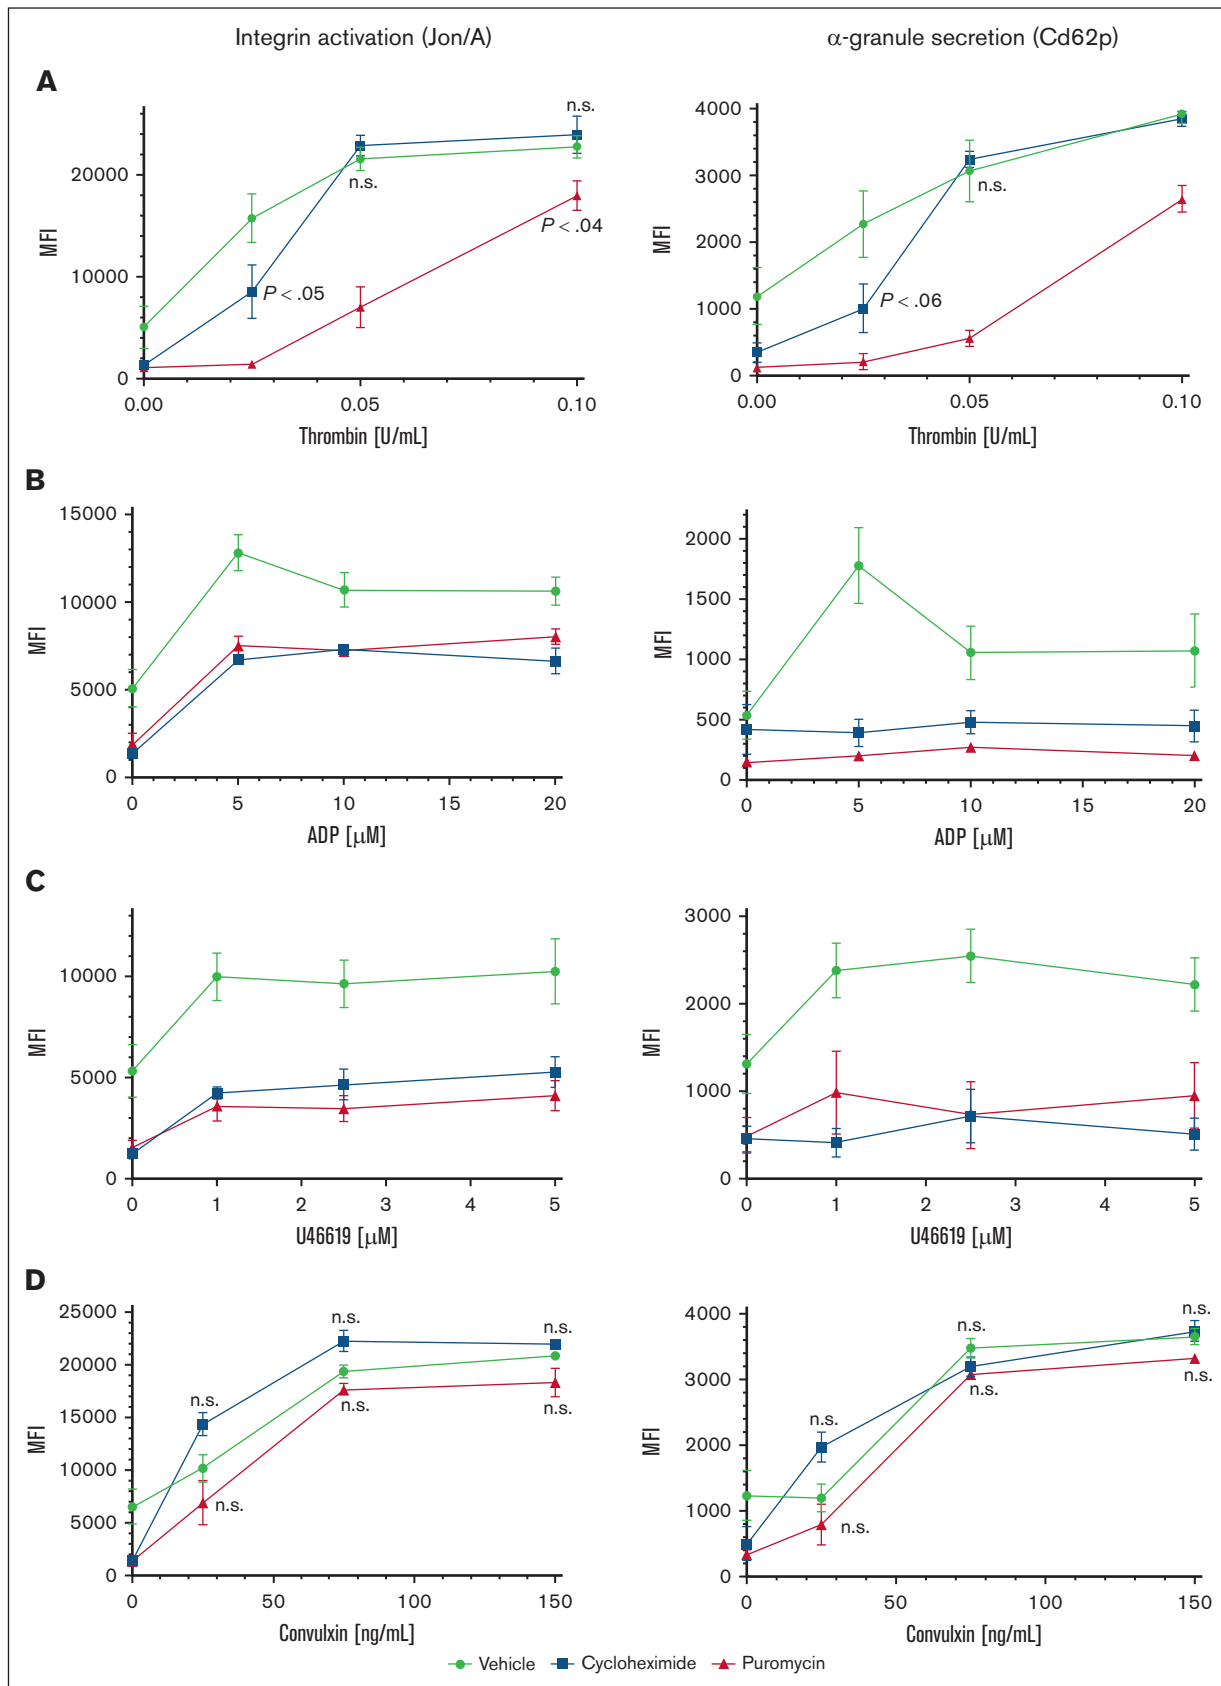 Integrin activation (Jon/A)
α-granule secretion (Cd62p)
A
MFI
20000
10000
0
0.00
0.05
0.10
Thrombin [U/mL]
n.s.
n.s.
P < .04
P < .05
MFI
4000
3000
2000
1000
0
0.00
0.05
0.10
Thrombin [U/mL]
n.s.
P < .06
B
MFI
15000
10000
5000
0
0
5
10
15
20
ADP [μM]
MFI
2000
1500
1000
500
0
0
5
10
15
20
ADP [μM]
C
MFI
10000
5000
0
0
1
2
3
4
5
U46619 [μM]
MFI
3000
2000
1000
0
0
1
2
3
4
5
U46619 [μM]
D
MFI
25000
20000
15000
10000
5000
0
0
50
100
150
Convulxin [ng/mL]
n.s.
n.s.
n.s.
n.s.
n.s.
n.s.
MFI
4000
3000
2000
1000
0
0
50
100
150
Convulxin [ng/mL]
n.s.
n.s.
n.s.
n.s.
n.s.
n.s.
Vehicle
Cycloheximide
Puromycin